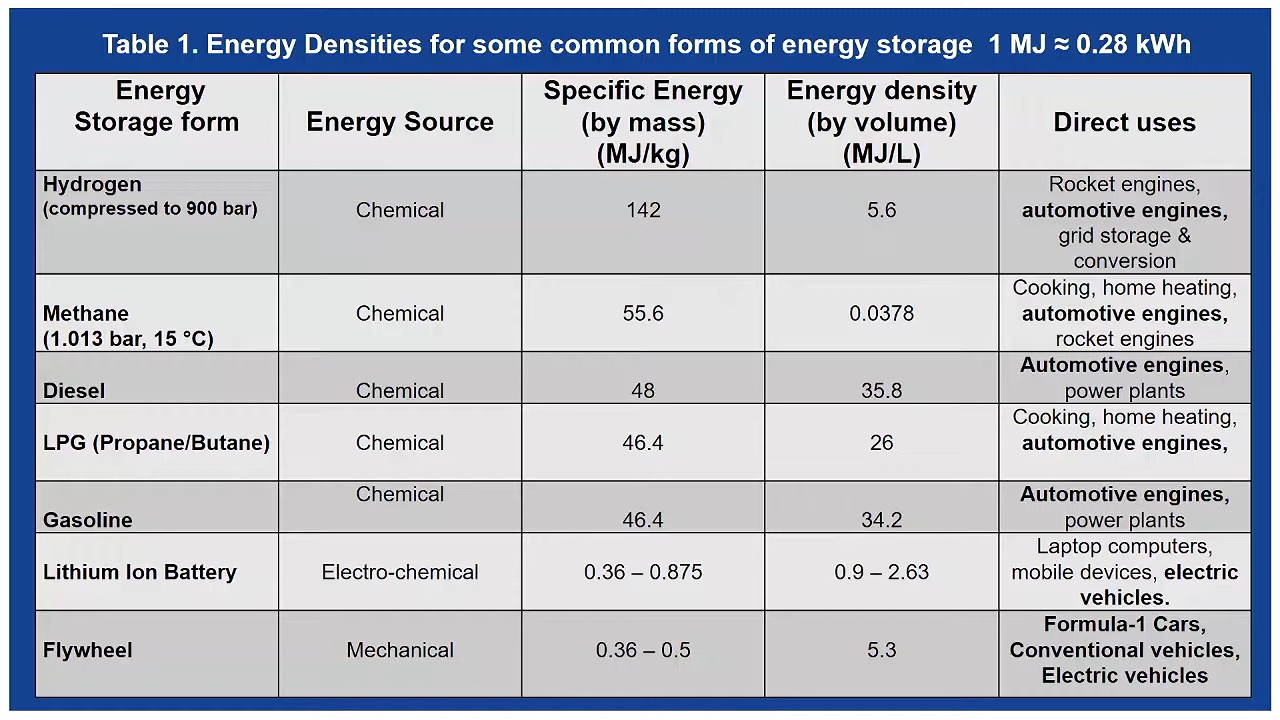 Table 1. Energy Densities for some common forms of energy storage 1 MJ ≈ 0.28 kWh
Energy
Storage form
Energy Source
Specific Energy
(by mass)
(MJ/kg)
Energy density
(by volume)
(MJ/L)
Direct uses
Hydrogen
(compressed to 900 bar)
Chemical
142
5.6
Rocket engines,
automotive engines,
grid storage &
conversion
Methane
(1.013 bar, 15 °C)
Chemical
55.6
0.0378
Cooking, home heating,
automotive engines,
rocket engines
Diesel
Chemical
48
35.8
Automotive engines,
power plants
LPG (Propane/Butane)
Chemical
46.4
26
Cooking, home heating,
automotive engines,
Gasoline
Chemical
46.4
34.2
Automotive engines,
power plants
Lithium Ion Battery
Electro-chemical
0.36 – 0.875
0.9 – 2.63
Laptop computers,
mobile devices, electric
vehicles.
Flywheel
Mechanical
0.36 – 0.5
5.3
Formula-1 Cars,
Conventional vehicles,
Electric vehicles